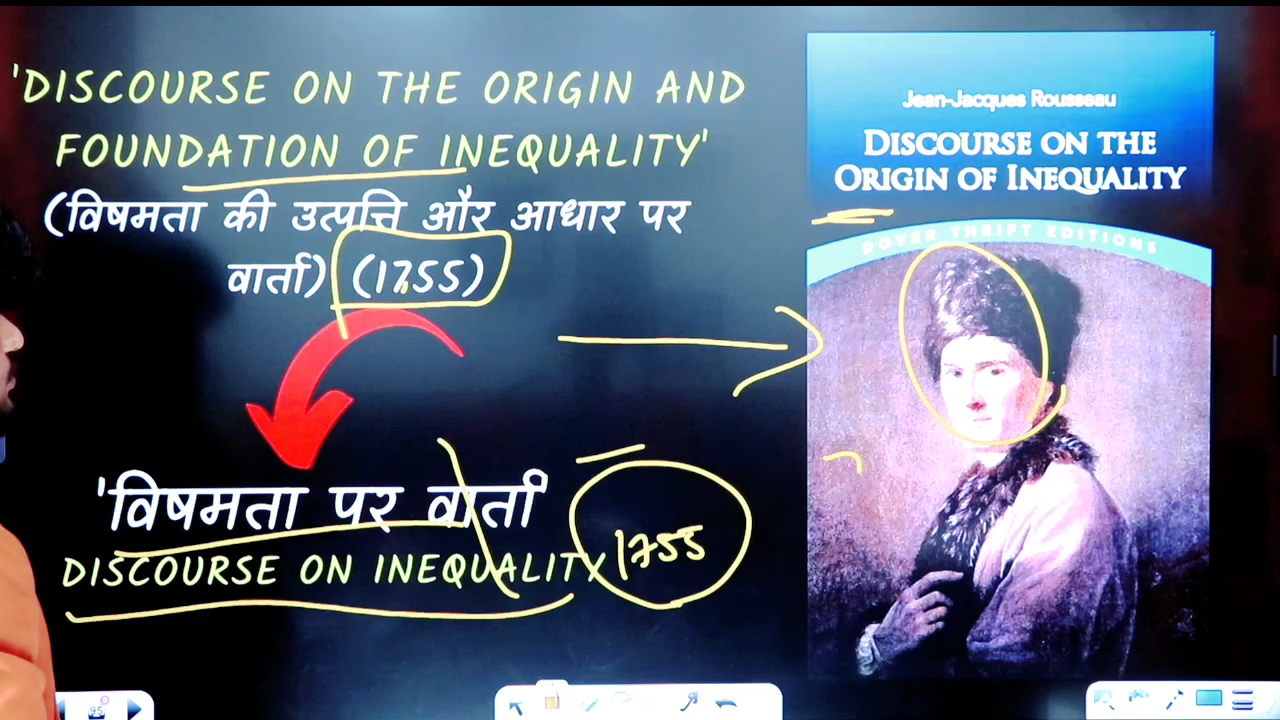 'DISCOURSE ON THE ORIGIN AND
FOUNDATION OF INEQUALITY'
(विषमता की उत्पत्ति और आधार पर
वार्ता) (1755)
'विषमता पर वार्ता
DISCOURSE ON INEQUALITY
1755
Jean-Jacques Rousseau
DISCOURSE ON THE
ORIGIN OF INEQUALITY
DOVER THRIFT EDITIONS
95